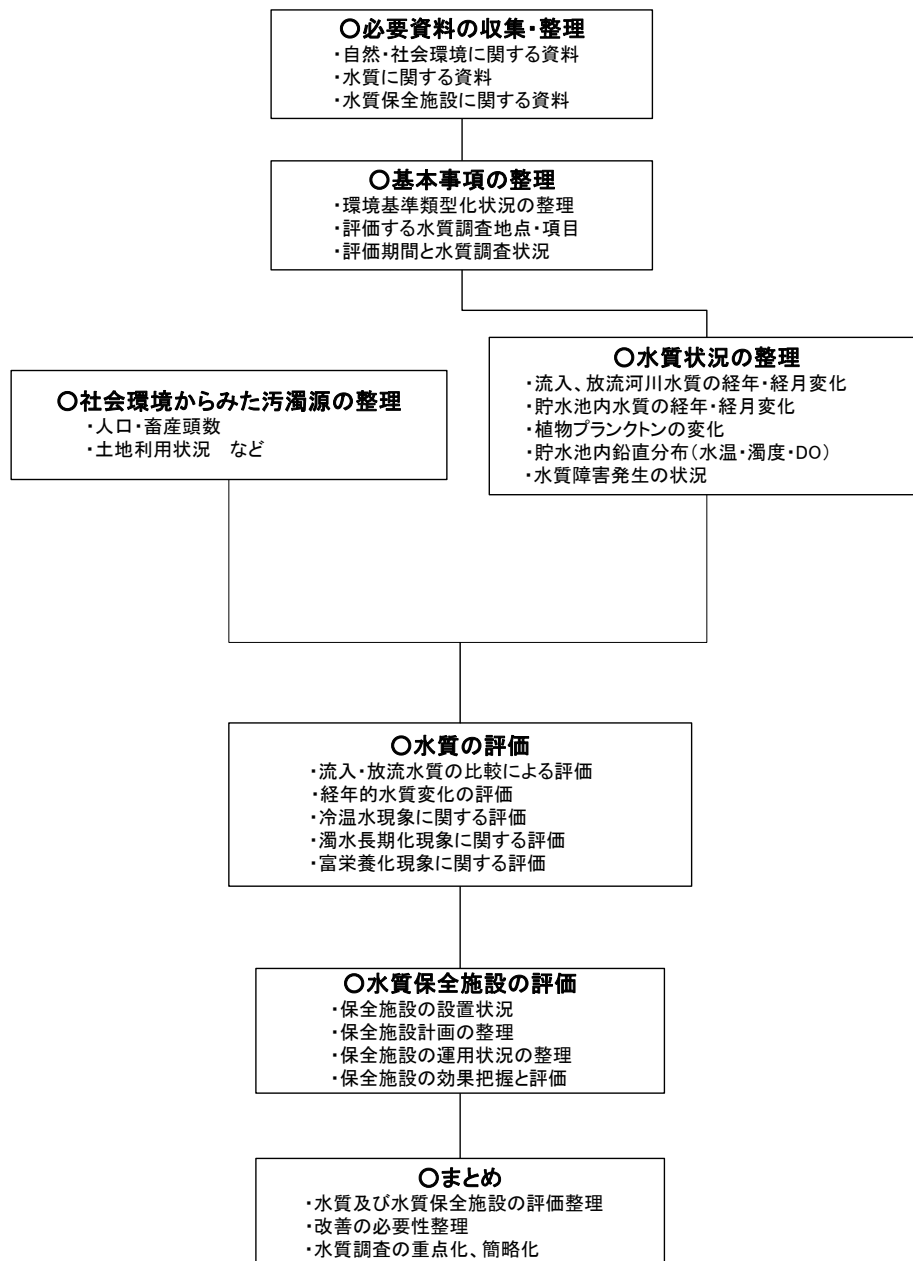 ○必要資料の収集・整理
・自然・社会環境に関する資料
・水質に関する資料
・水質保全施設に関する資料
○基本事項の整理
・環境基準類型化状況の整理
・評価する水質調査地点・項目
・評価期間と水質調査状況
○社会環境からみた汚濁源の整理
・人口・畜産頭数
・土地利用状況　など
○水質状況の整理
・流入、放流河川水質の経年・経月変化
・貯水池内水質の経年・経月変化
・植物プランクトンの変化
・貯水池内鉛直分布(水温・濁度・DO)
・水質障害発生の状況
○水質の評価
・流入・放流水質の比較による評価
・経年的水質変化の評価
・冷温水現象に関する評価
・濁水長期化現象に関する評価
・富栄養化現象に関する評価
○水質保全施設の評価
・保全施設の設置状況
・保全施設計画の整理
・保全施設の運用状況の整理
・保全施設の効果把握と評価
○まとめ
・水質及び水質保全施設の評価整理
・改善の必要性整理
・水質調査の重点化、簡略化